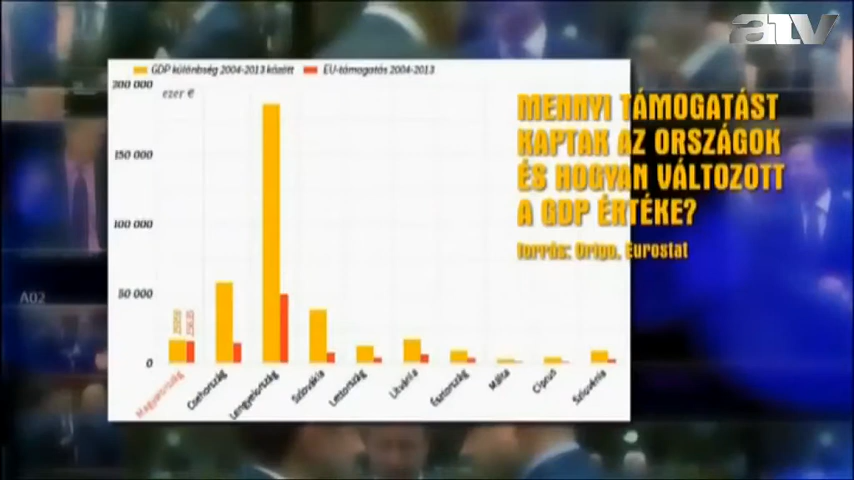 atv
GDP különbség 2004-2013 között
EU-támogatás 2004-2013
200 000
ezer €
150 000
100 000
50 000
0
Magyarország
Csehország
Lengyelország
Szlovákia
Lettország
Litvánia
Észtország
Málta
Ciprus
Szlovénia
MENNYI TÁMOGATÁST
KAPTAK AZ ORSZÁGOK
ÉS HOGYAN VÁLTOZOTT
A GDP ÉRTÉKE?
forrás: Origo, Eurostat
A02